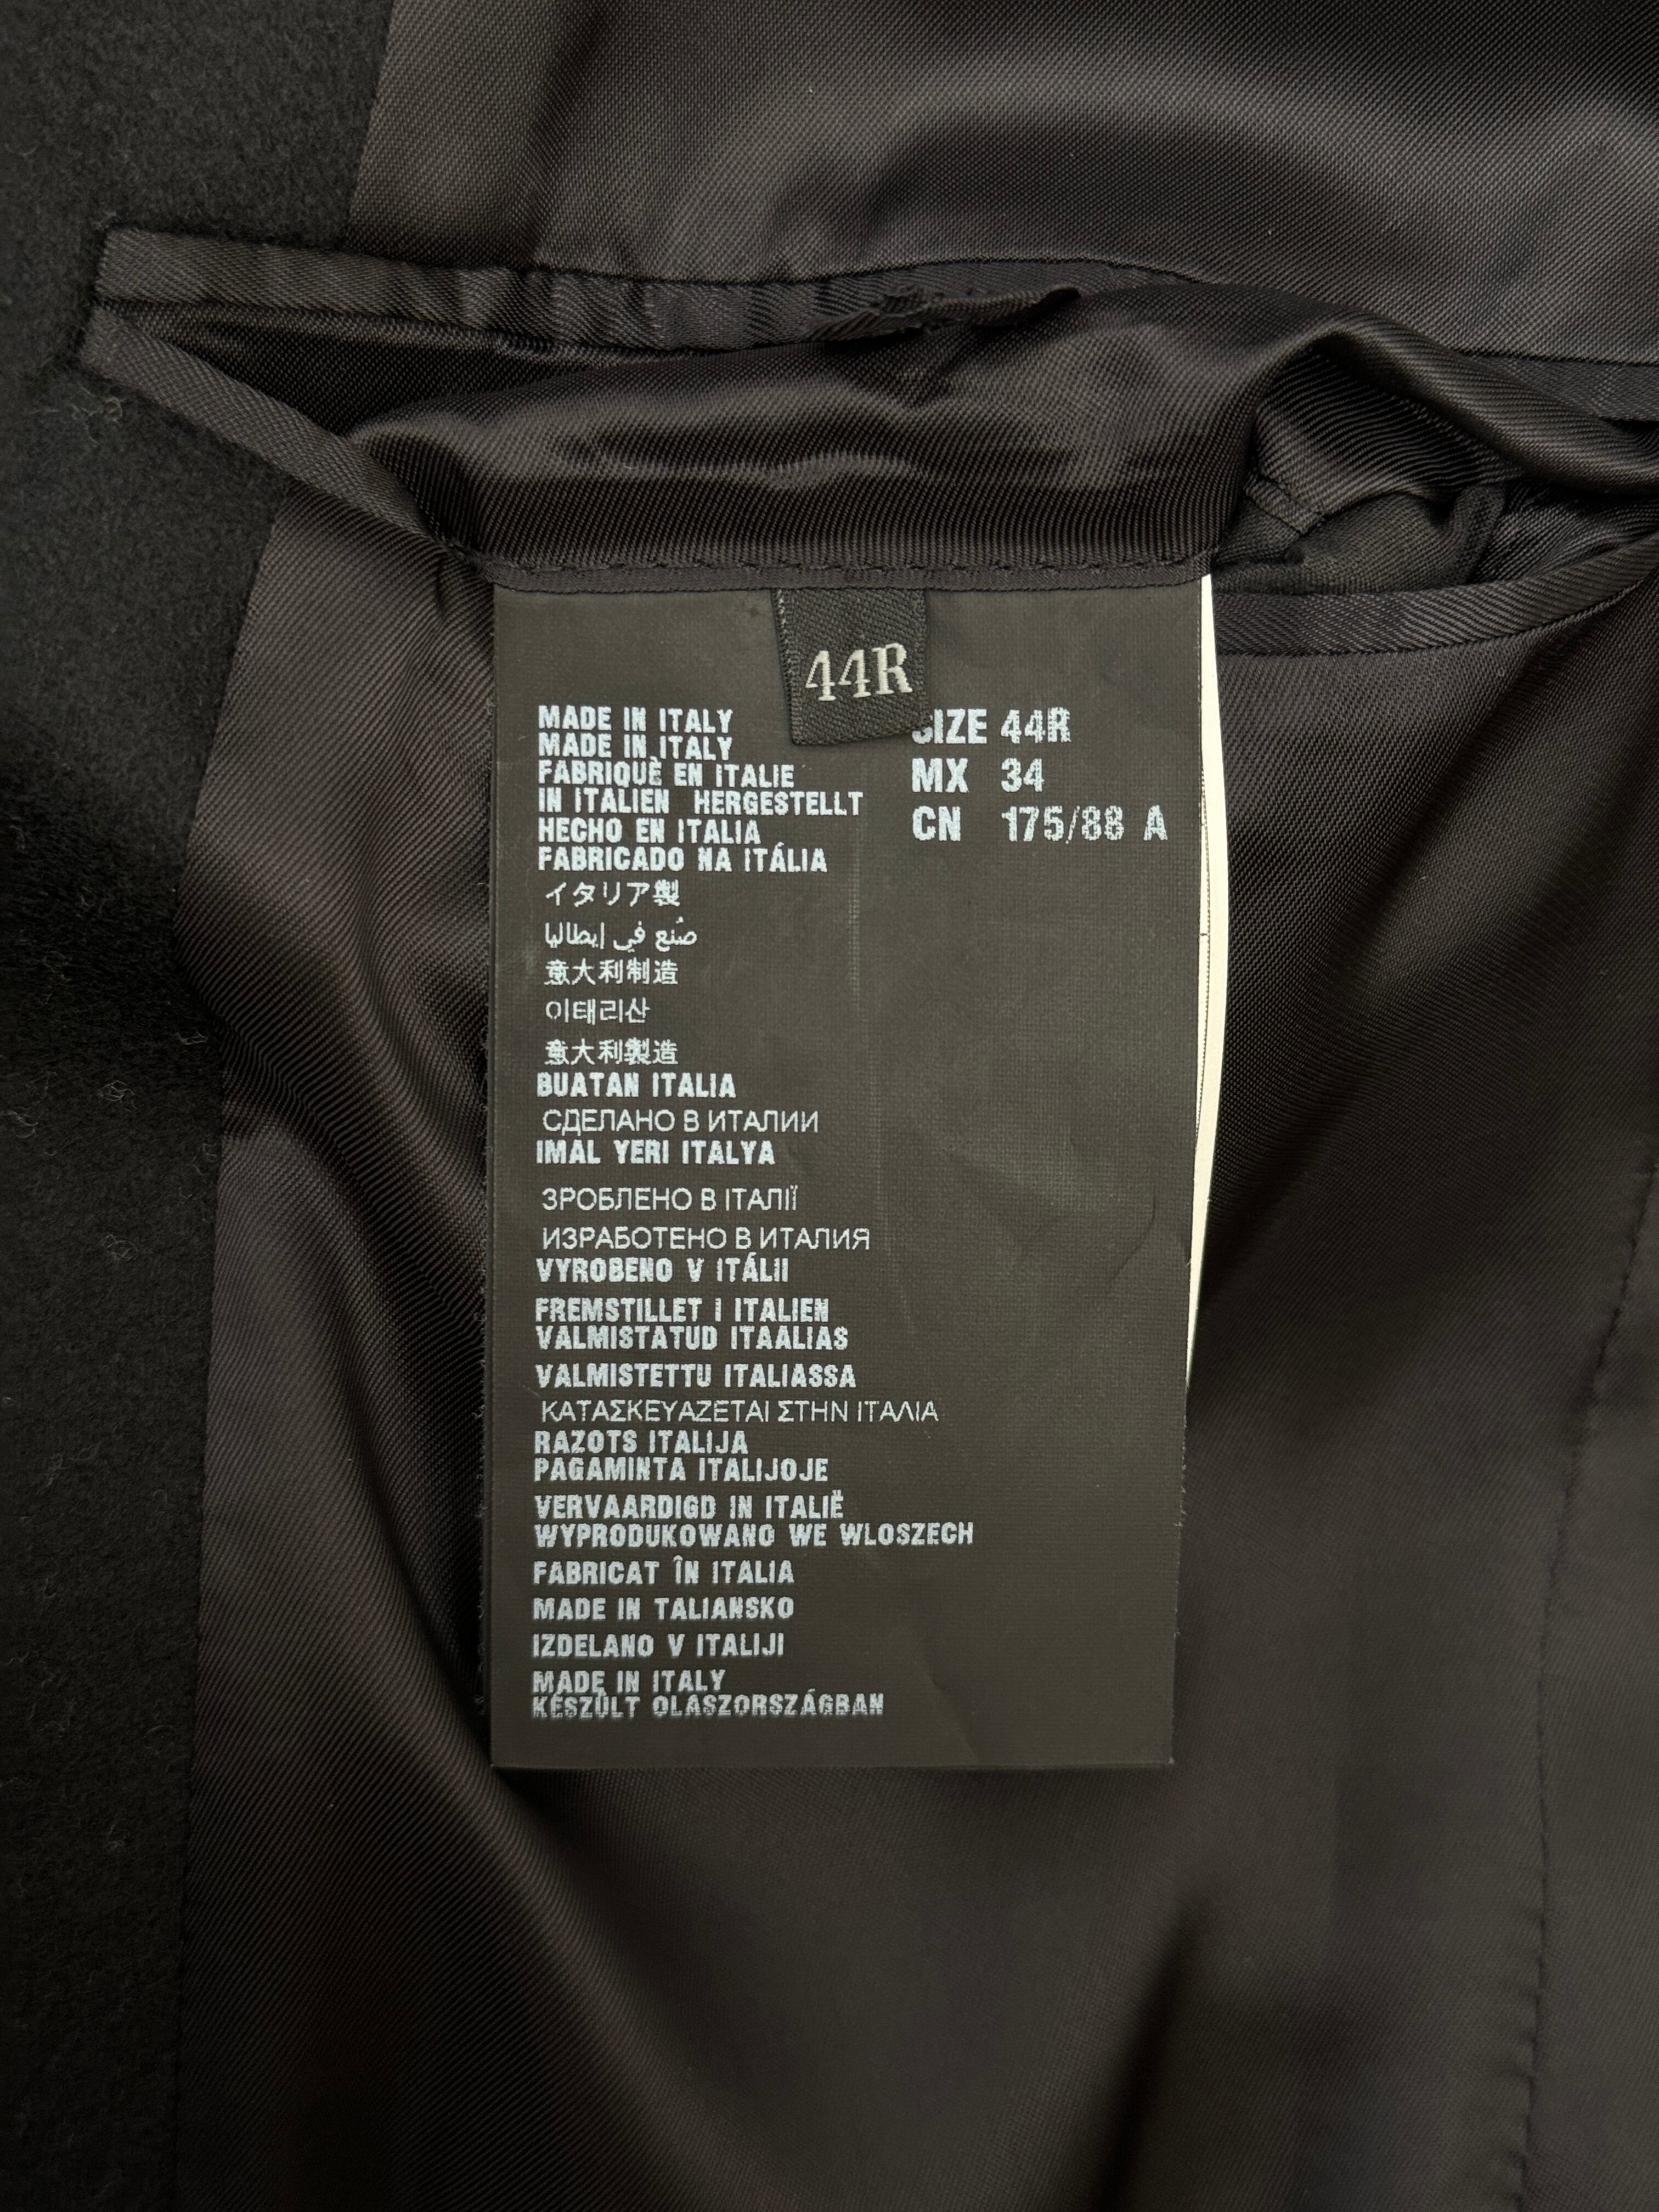 44R
MADE IN ITALY
MADE IN ITALY
FABRIQUÈ EN ITALIE
IN ITALIEN HERGESTELLT
HECHO EN ITALIA
FABRICADO NA ITÁLIA
イタリア製
صُنع في إيطاليا
意大利制造
이태리산
意大利製造
BUATAN ITALIA
СДЕЛАНО В ИТАЛИИ
IMAL YERI ITALYA
ЗРОБЛЕНО В ІТАЛІЇ
ИЗРАБОТЕНО В ИТАЛИЯ
VYROBENO V ITÁLII
FREMSTILLET I ITALIEN
VALMISTATUD ITAALIAS
VALMISTETTU ITALIASSA
ΚΑΤΑΣΚΕΥΑΖΕΤΑΙ ΣΤΗΝ ΙΤΑΛΙΑ
RAZOTS ITALIJA
PAGAMINTA ITALIJOJE
VERVAARDIGD IN ITALIË
WYPRODUKOWANO WE WLOSZECH
FABRICAT ÎN ITALIA
MADE IN TALIANSKO
IZDELANO V ITALIJI
MADE IN ITALY
KÉSZÜLT OLASZORSZÁGBAN
SIZE 44R
MX 34
CN 175/88 A